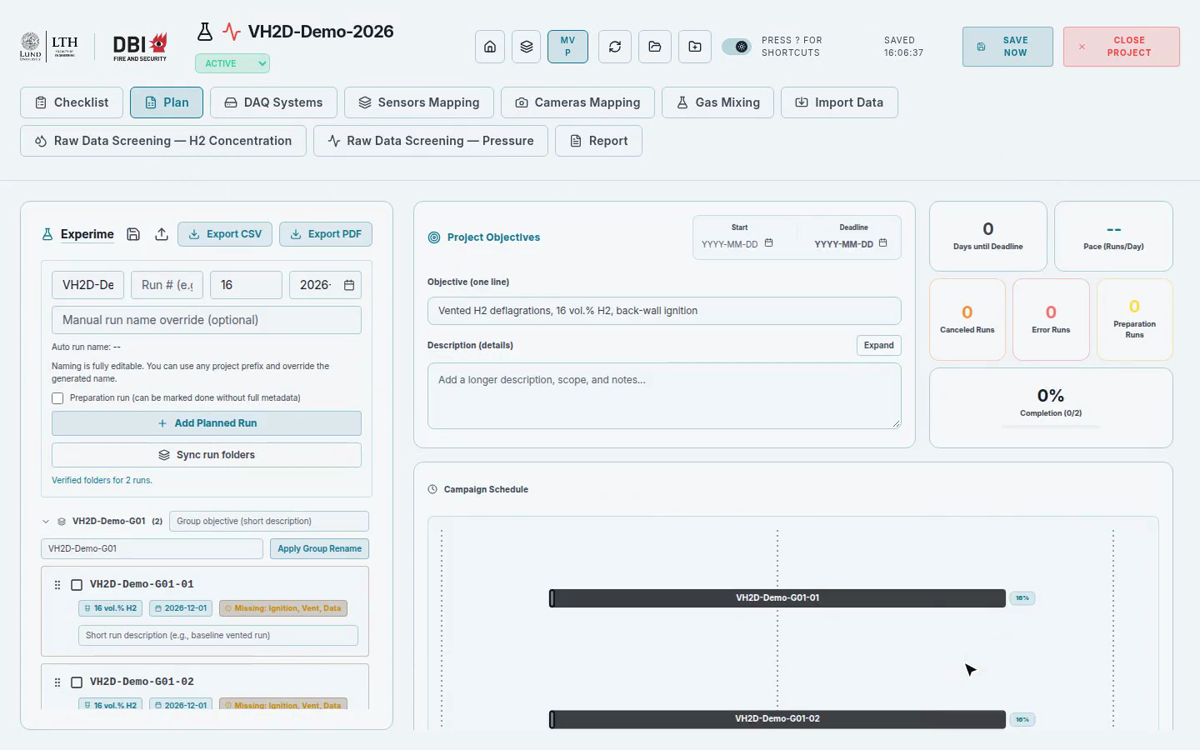 LUND
UNIVERSITY
LTH
FACULTY OF
ENGINEERING
DBI
FIRE AND SECURITY
VH2D-Demo-2026
ACTIVE
MV
P
PRESS ? FOR
SHORTCUTS
SAVED
16:06:37
SAVE
NOW
CLOSE
PROJECT
Checklist
Plan
DAQ Systems
Sensors Mapping
Cameras Mapping
Gas Mixing
Import Data
Raw Data Screening — H2 Concentration
Raw Data Screening — Pressure
Report
Experime
Export CSV
Export PDF
VH2D-De
Run # (e.g
16
2026-
Manual run name override (optional)
Auto run name: --
Naming is fully editable. You can use any project prefix and override the
generated name.
Preparation run (can be marked done without full metadata)
Add Planned Run
Sync run folders
Verified folders for 2 runs.
VH2D-Demo-G01 (2)
Group objective (short description)
VH2D-Demo-G01
Apply Group Rename
VH2D-Demo-G01-01
16 vol.% H2
2026-12-01
Missing: Ignition, Vent, Data
Short run description (e.g., baseline vented run)
VH2D-Demo-G01-02
16 vol.% H2
2026-12-01
Missing: Ignition, Vent, Data
Project Objectives
Start
YYYY-MM-DD
Deadline
YYYY-MM-DD
Objective (one line)
Vented H2 deflagrations, 16 vol.% H2, back-wall ignition
Description (details)
Expand
Add a longer description, scope, and notes...
0
Days until Deadline
--
Pace (Runs/Day)
0
Canceled Runs
0
Error Runs
0
Preparation
Runs
0%
Completion (0/2)
Campaign Schedule
VH2D-Demo-G01-01
16%
VH2D-Demo-G01-02
16%